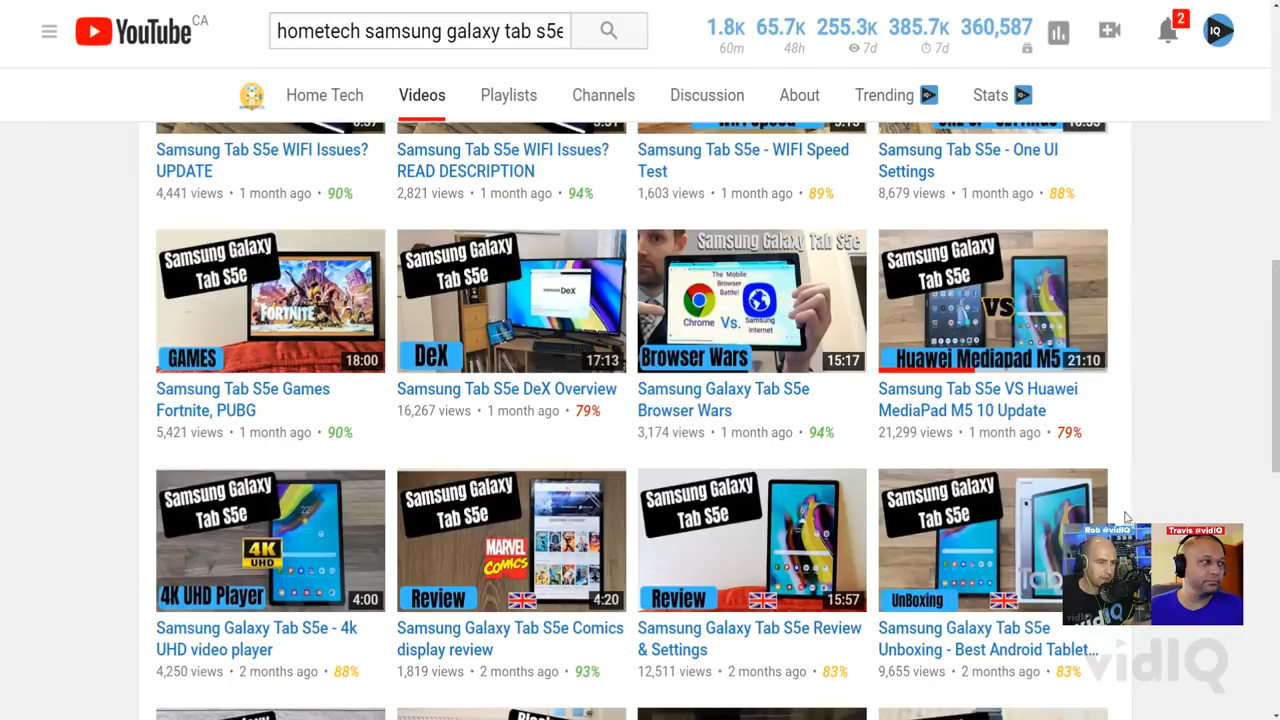 YouTube CA
hometech samsung galaxy tab s5e
1.8K 65.7K 255.3K 385.7K 360,587
60m 48h 7d 7d
2
IQ
Home Tech Videos Playlists Channels Discussion About Trending Stats
Samsung Tab S5e WIFI Issues? UPDATE
4,441 views • 1 month ago • 90%
Samsung Tab S5e WIFI Issues? READ DESCRIPTION
2,821 views • 1 month ago • 94%
Samsung Tab S5e - WIFI Speed Test
1,603 views • 1 month ago • 89%
Samsung Tab S5e - One UI Settings
8,679 views • 1 month ago • 88%
Samsung Galaxy
Tab S5e
FORTNITE
GAMES
18:00
Samsung Tab S5e Games
Fortnite, PUBG
5,421 views • 1 month ago • 90%
Samsung Galaxy
Tab S5e
SAMSUNG DeX
DeX
17:13
Samsung Tab S5e DeX Overview
16,267 views • 1 month ago • 79%
Samsung Galaxy Tab S5e
The Mobile
Browser
Battle!
Chrome Vs. Samsung Internet
Browser Wars
15:17
Samsung Galaxy Tab S5e
Browser Wars
3,174 views • 1 month ago • 94%
Samsung Galaxy
Tab S5e
VS
Huawei Mediapad M5
21:10
Samsung Tab S5e VS Huawei
MediaPad M5 10 Update
21,299 views • 1 month ago • 79%
Samsung Galaxy
Tab S5e
4K
UHD
4K UHD Player
4:00
Samsung Galaxy Tab S5e - 4k
UHD video player
4,250 views • 2 months ago • 88%
Samsung Galaxy
Tab S5e
MARVEL
COMICS
Review
4:20
Samsung Galaxy Tab S5e Comics
display review
1,819 views • 2 months ago • 93%
Samsung Galaxy
Tab S5e
Review
15:57
Samsung Galaxy Tab S5e Review
& Settings
12,511 views • 2 months ago • 83%
Samsung Galaxy
Tab S5e
Tab
UnBoxing
Samsung Galaxy Tab S5e
Unboxing - Best Android Tablet...
9,655 views • 2 months ago • 83%
Rob @vidIQ
Travis @vidIQ
vidIQ